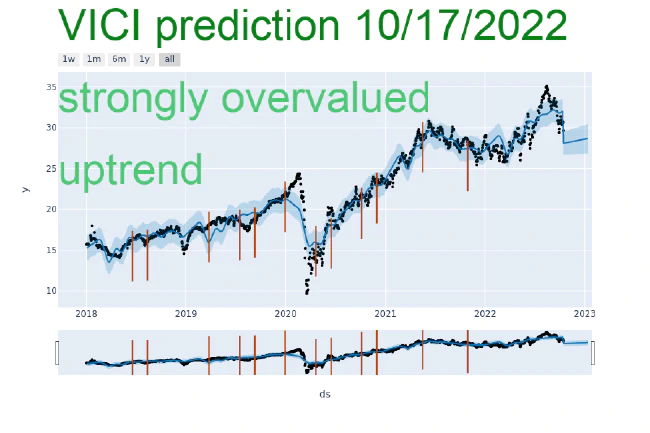 VICI prediction 10/17/2022
1w 1m 6m 1y all
strongly overvalued
uptrend
y
35
30
25
20
15
10
2018 2019 2020 2021 2022 2023
ds